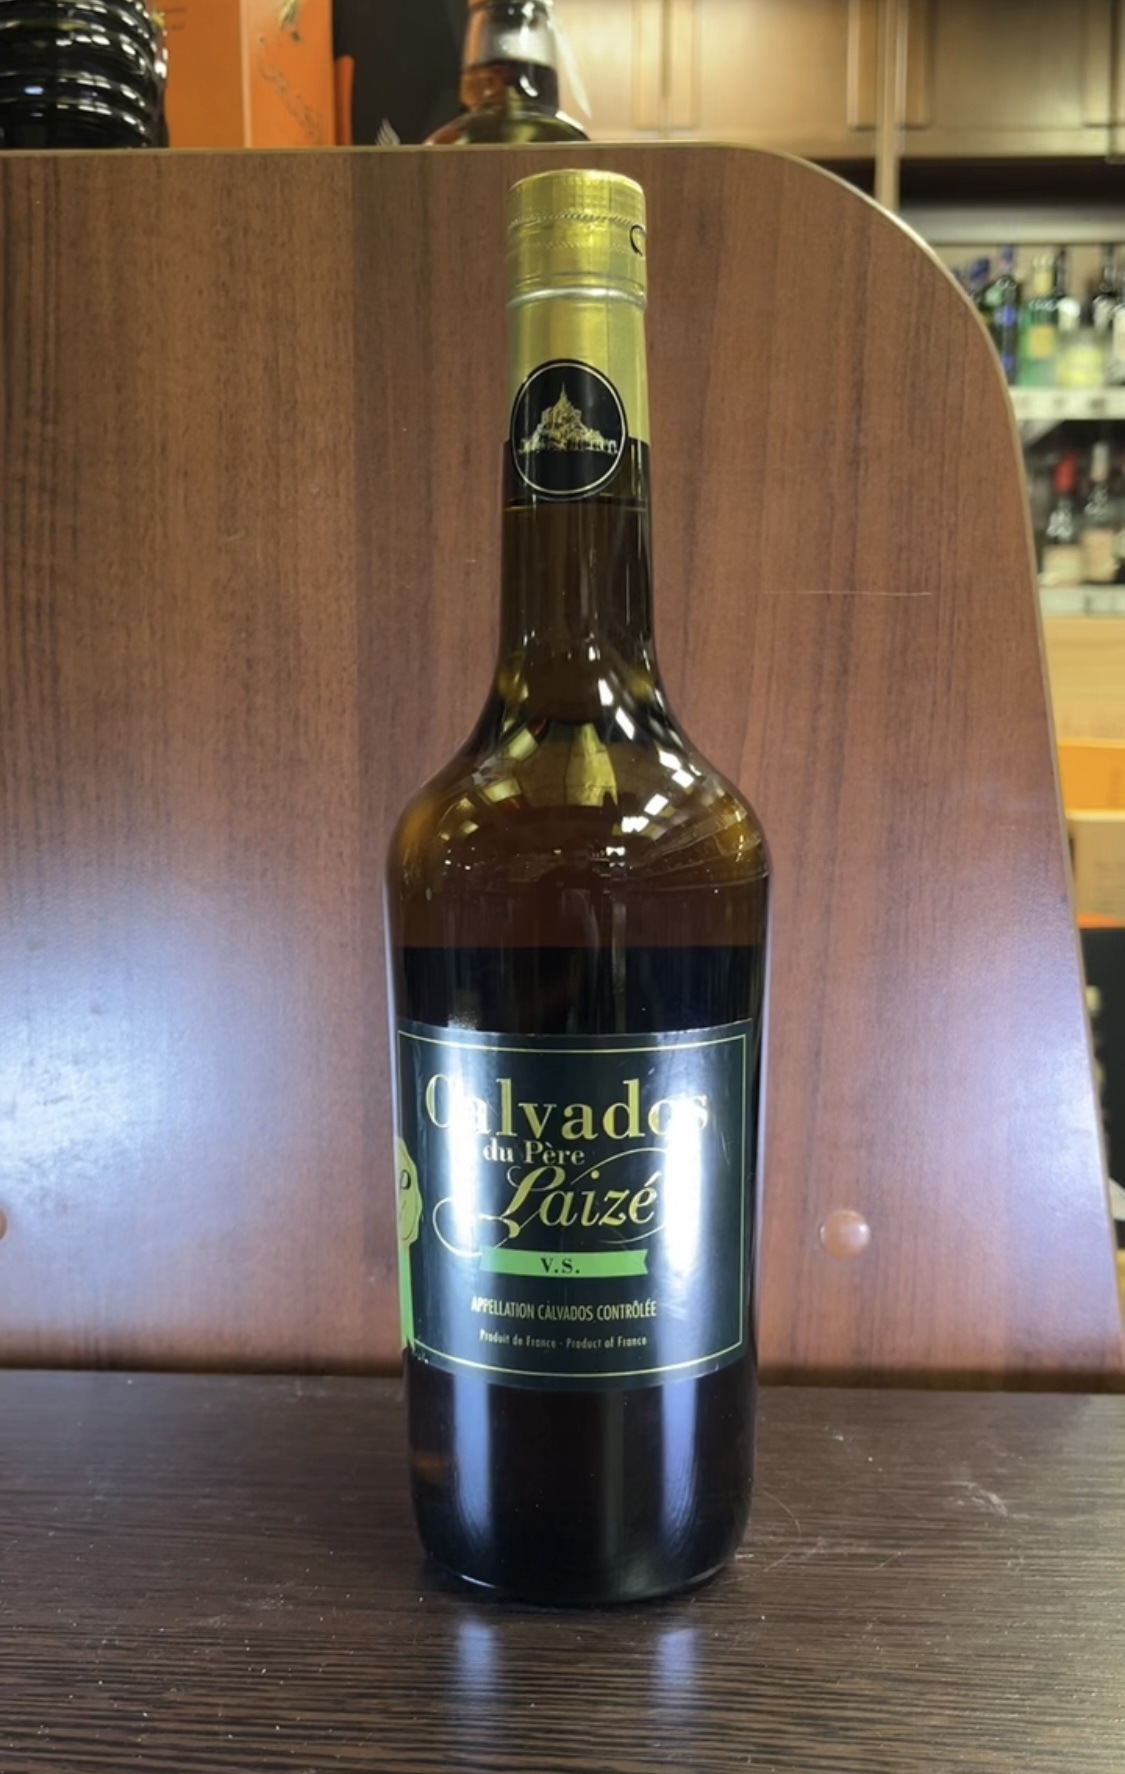 Calvados
du Père
Laizé
V.S.
APPELLATION CALVADOS CONTRÔLÉE
Produit de France - Product of France